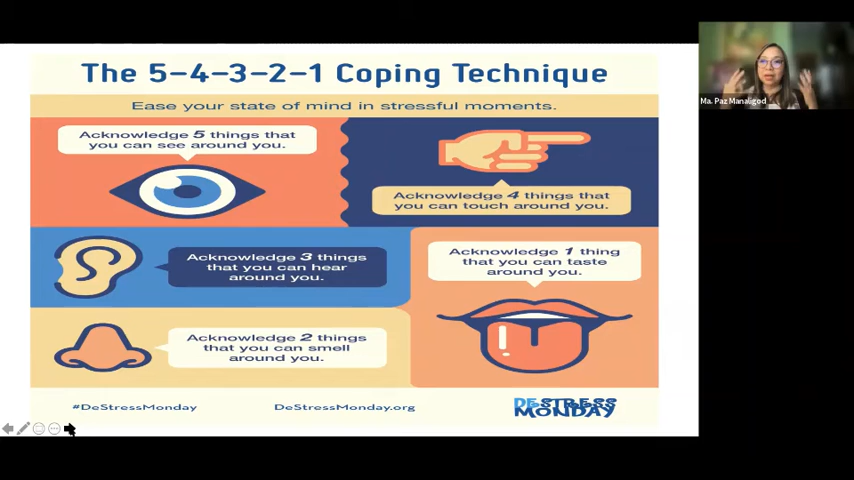 The 5-4-3-2-1 Coping Technique
Ease your state of mind in stressful moments.
Acknowledge 5 things that
you can see around you.
Acknowledge 4 things that
you can touch around you.
Acknowledge 3 things
that you can hear
around you.
Acknowledge 1 thing
that you can taste
around you.
Acknowledge 2 things
that you can smell
around you.
#DeStressMonday
DeStressMonday.org
DESTRESS
MONDAY
Ma. Paz Manaligod